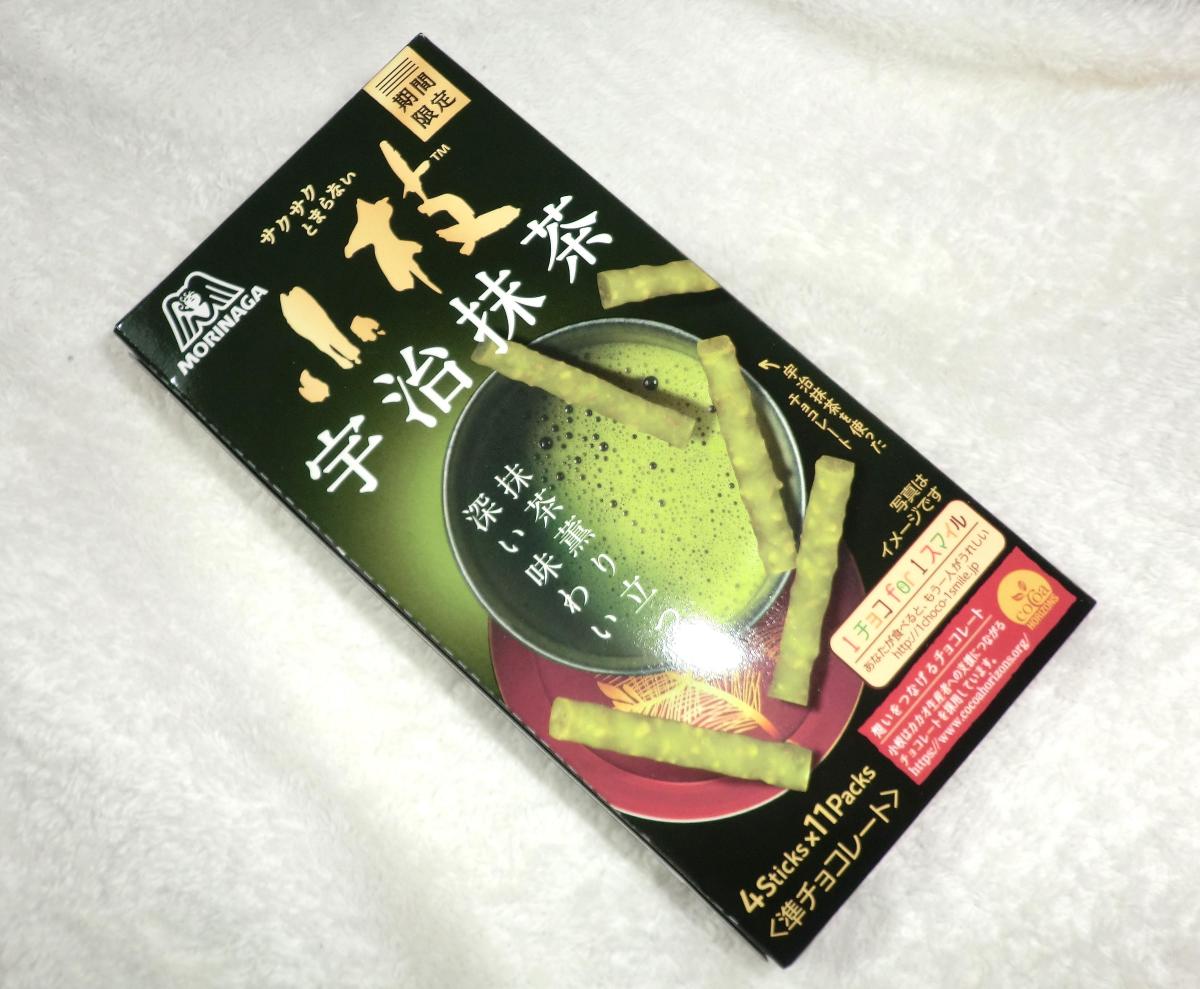 期間
限定
サクサク
とまらない
小枝™
MORINAGA
宇治抹茶
抹茶薫り立つ
深い味わい
宇治抹茶を使った
チョコレート
写真は
イメージです
1チョコ for 1スマイル
あなたが食べると、もう一人がうれしい
http://1choco-1smile.jp
cocoa
HORIZONS
想いをつなげるチョコレート
小枝はカカオ生産者への支援につながる
チョコレートを採用しています。
https://www.cocoahorizons.org/
4Sticks×11Packs
<準チョコレート>